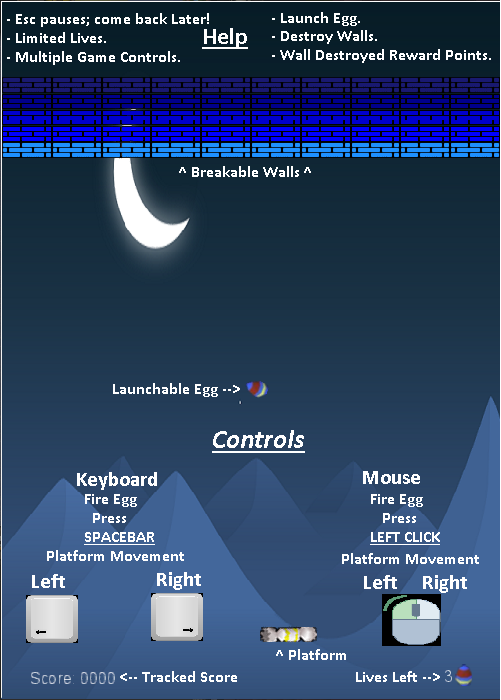 - Esc pauses; come back Later!
- Limited Lives.
- Multiple Game Controls.
Help
- Launch Egg.
- Destroy Walls.
- Wall Destroyed Reward Points.
^ Breakable Walls ^
Launchable Egg -->
Controls
Keyboard
Fire Egg
Press
SPACEBAR
Platform Movement
Left
Right
Mouse
Fire Egg
Press
LEFT CLICK
Platform Movement
Left
Right
^ Platform
Score 0000 <-- Tracked Score
Lives Left --> 3